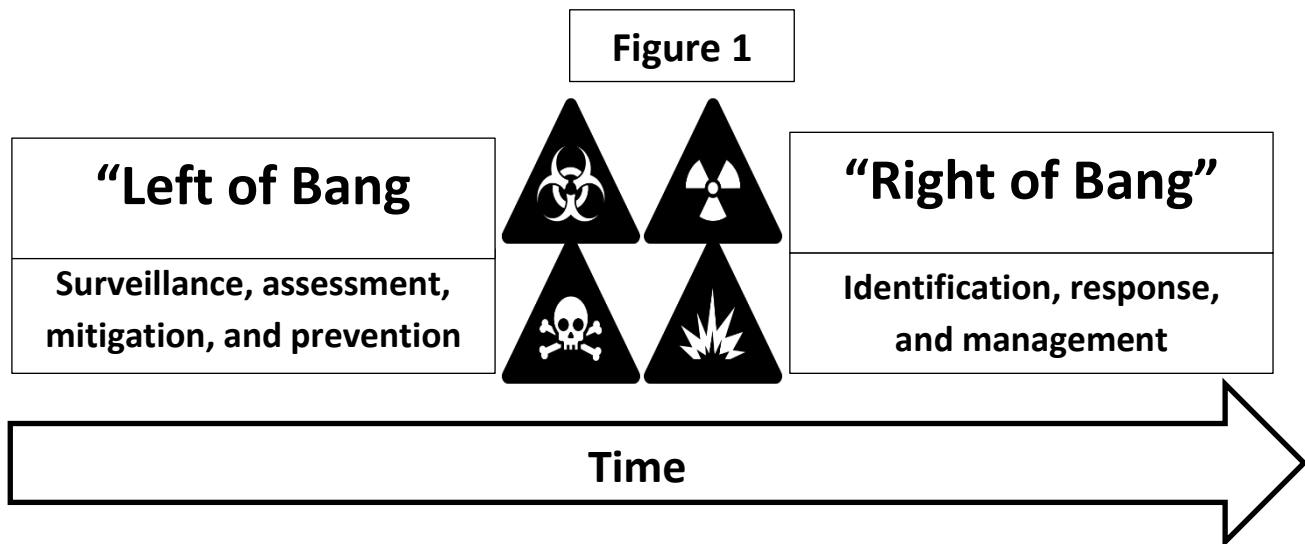 Figure 1
“Left of Bang
Surveillance, assessment,
mitigation, and prevention
“Right of Bang”
Identification, response,
and management
Time